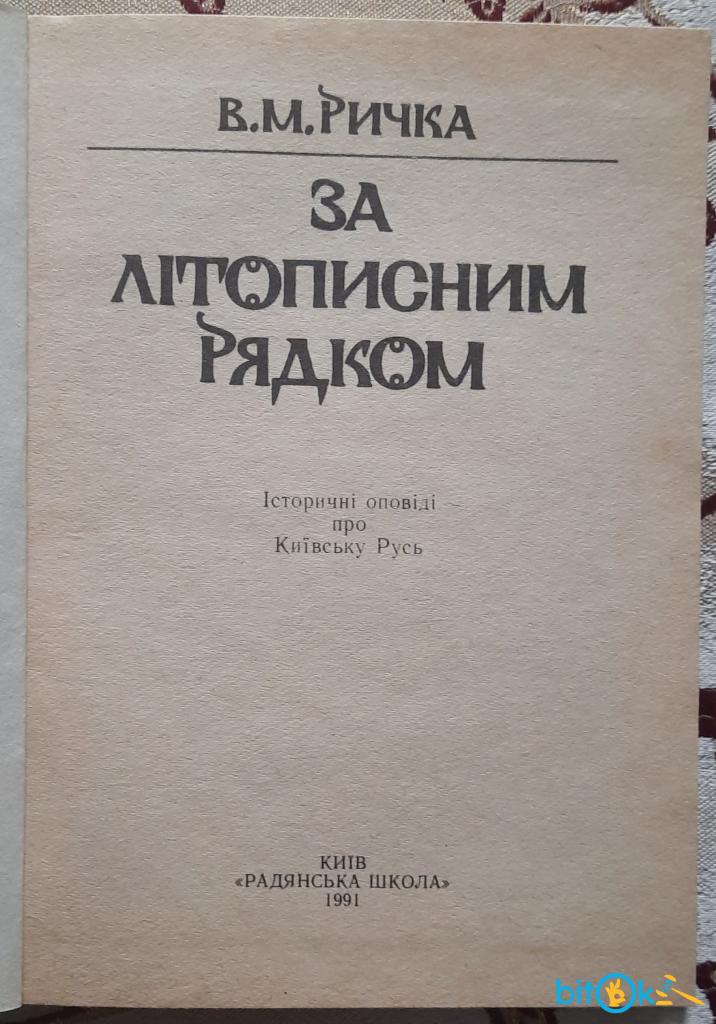 В.М.РИЧКА
ЗА
ЛІТОПИСНИМ
РЯДКОМ
Історичні оповіді
про
Київську Русь
КИЇВ
«РАДЯНСЬКА ШКОЛА»
1991
bitok